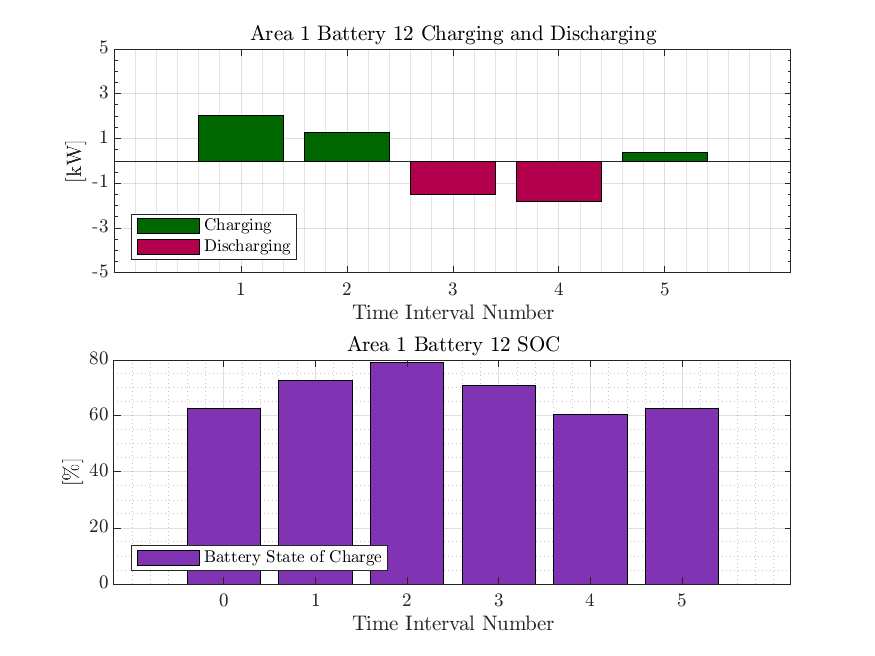 Area 1 Battery 12 Charging and Discharging
5
3
1
-1
-3
-5
[kW]
Charging
Discharging
1 2 3 4 5
Time Interval Number
Area 1 Battery 12 SOC
80
60
40
20
0
[%]
Battery State of Charge
0 1 2 3 4 5
Time Interval Number